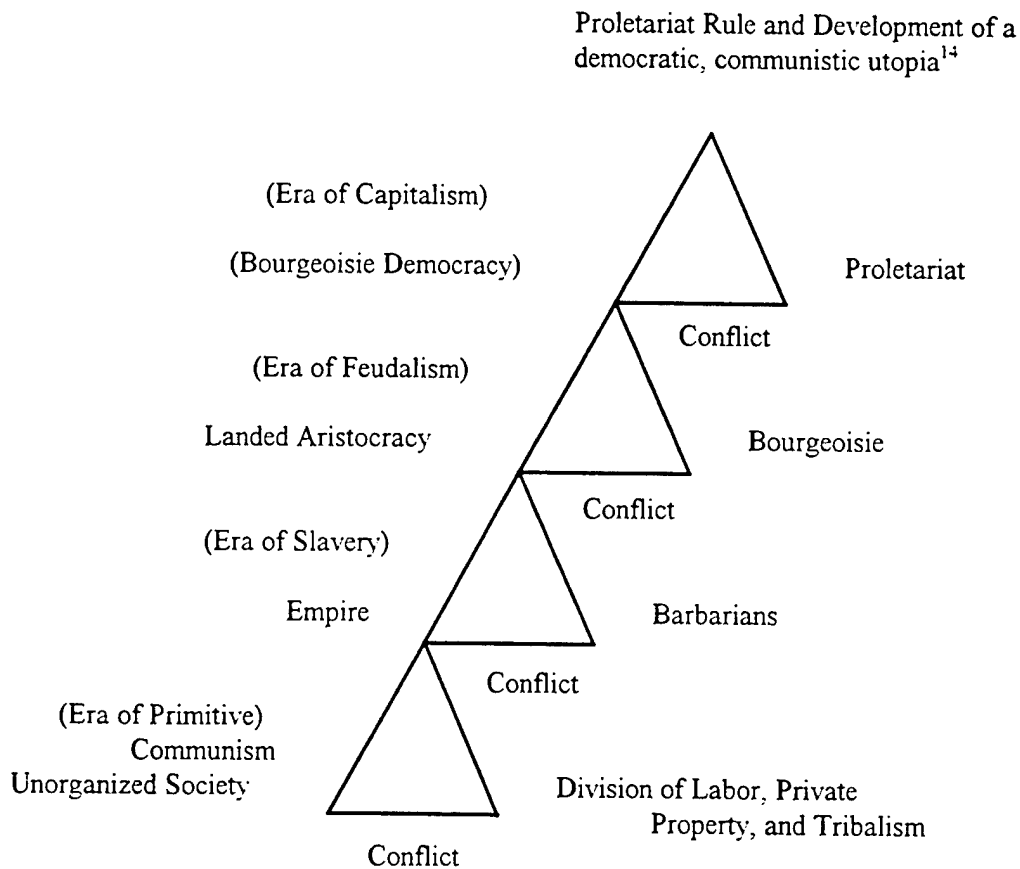 Proletariat Rule and Development of a
democratic, communistic utopia¹⁴
(Era of Capitalism)
(Bourgeoisie Democracy)
Proletariat
Conflict
(Era of Feudalism)
Landed Aristocracy
Bourgeoisie
Conflict
(Era of Slavery)
Empire
Barbarians
Conflict
(Era of Primitive)
Communism
Unorganized Society
Division of Labor, Private
Property, and Tribalism
Conflict